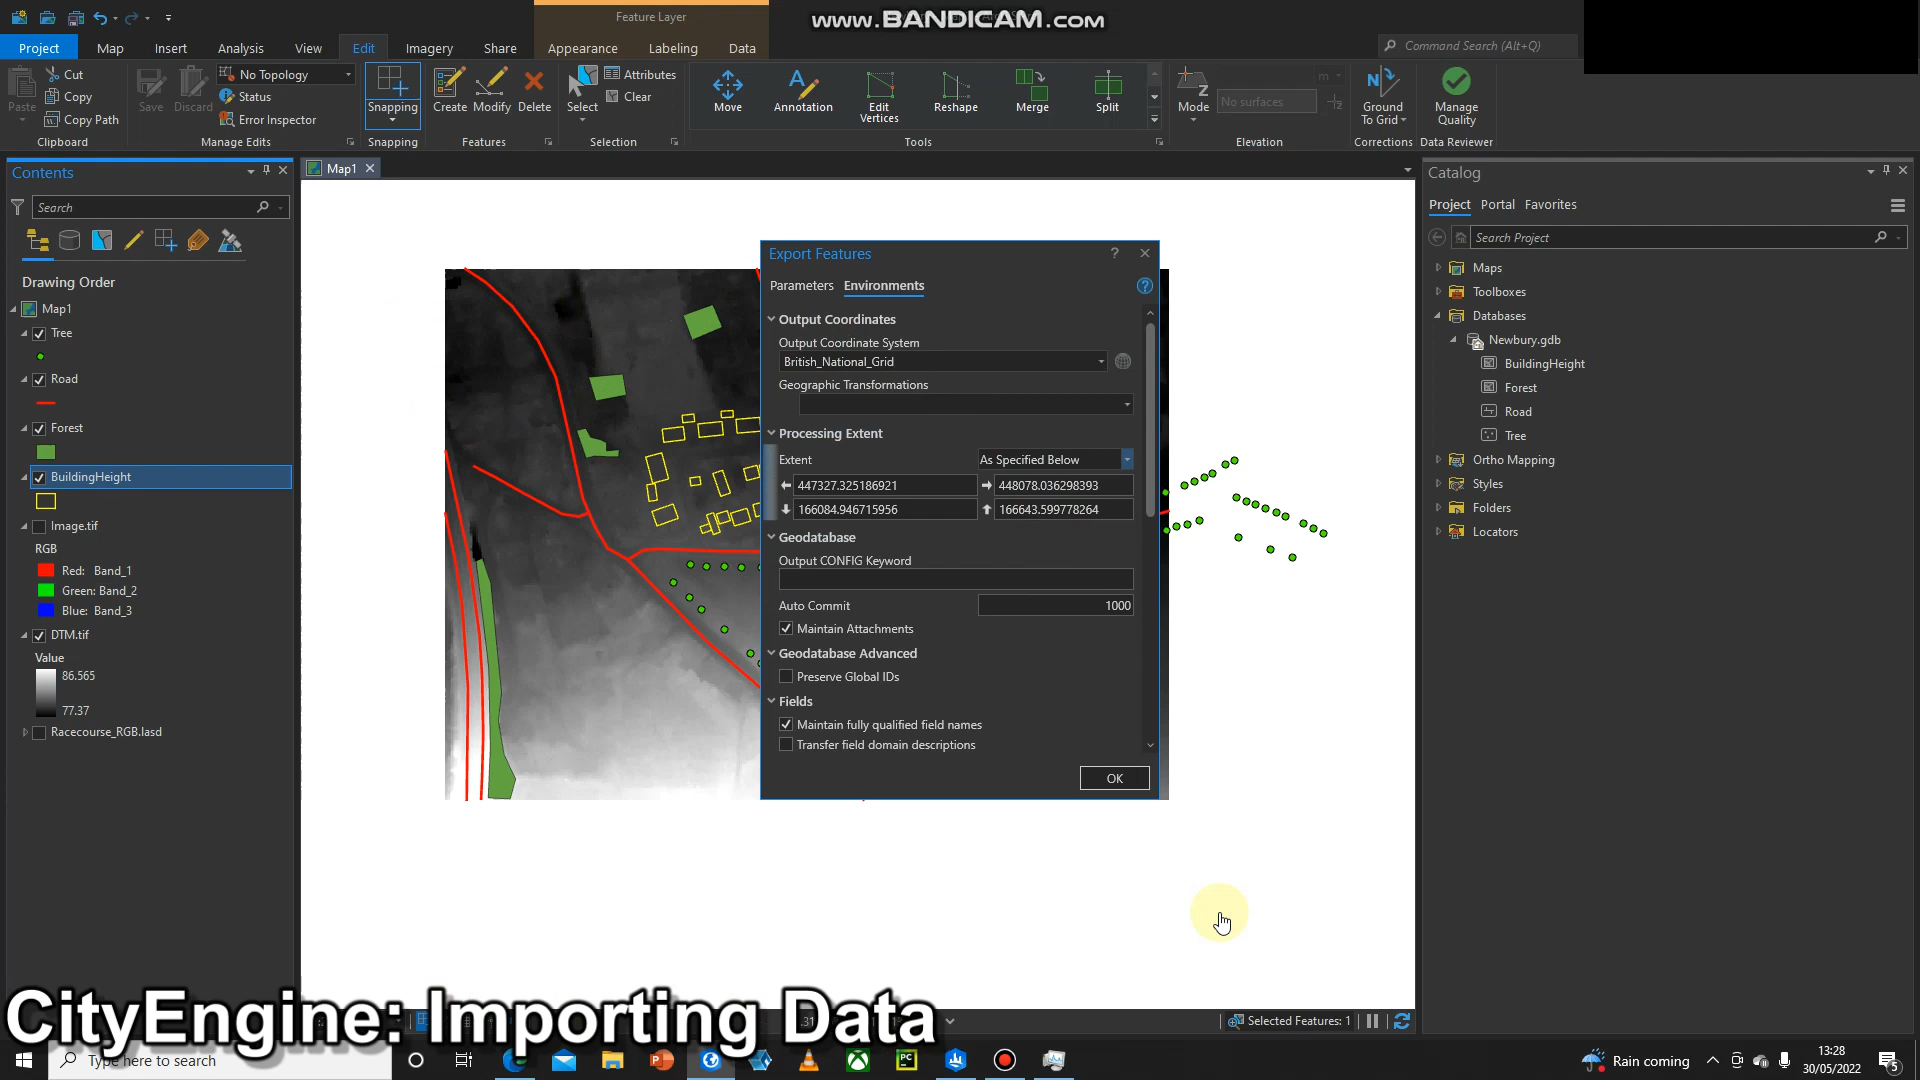 Feature Layer
www.BANDICAM.com
Project
Map
Insert
Analysis
View
Edit
Imagery
Share
Appearance
Labeling
Data
Command Search (Alt+Q)
Paste
Cut
Copy
Copy Path
Clipboard
Save
Discard
No Topology
Status
Error Inspector
Manage Edits
Snapping
Snapping
Create
Modify
Delete
Features
Select
Attributes
Clear
Selection
Move
Annotation
Edit
Vertices
Reshape
Merge
Split
Tools
Mode
No surfaces
m
Elevation
Ground
To Grid
Corrections
Manage
Quality
Data Reviewer
Contents
Search
Drawing Order
Map1
Tree
Road
Forest
BuildingHeight
Image.tif
RGB
Red: Band_1
Green: Band_2
Blue: Band_3
DTM.tif
Value
86.565
77.37
Racecourse_RGB.lasd
Map1
Export Features
?
Parameters
Environments
?
Output Coordinates
Output Coordinate System
British_National_Grid
Geographic Transformations
Processing Extent
Extent
As Specified Below
447327.325186921
448078.036298393
166084.946715956
166643.599778264
Geodatabase
Output CONFIG Keyword
Auto Commit
1000
Maintain Attachments
Geodatabase Advanced
Preserve Global IDs
Fields
Maintain fully qualified field names
Transfer field domain descriptions
OK
Catalog
Project
Portal
Favorites
Search Project
Maps
Toolboxes
Databases
Newbury.gdb
BuildingHeight
Forest
Road
Tree
Ortho Mapping
Styles
Folders
Locators
CityEngine: Importing Data
Selected Features: 1
Type here to search
Rain coming
13:28
30/05/2022
5